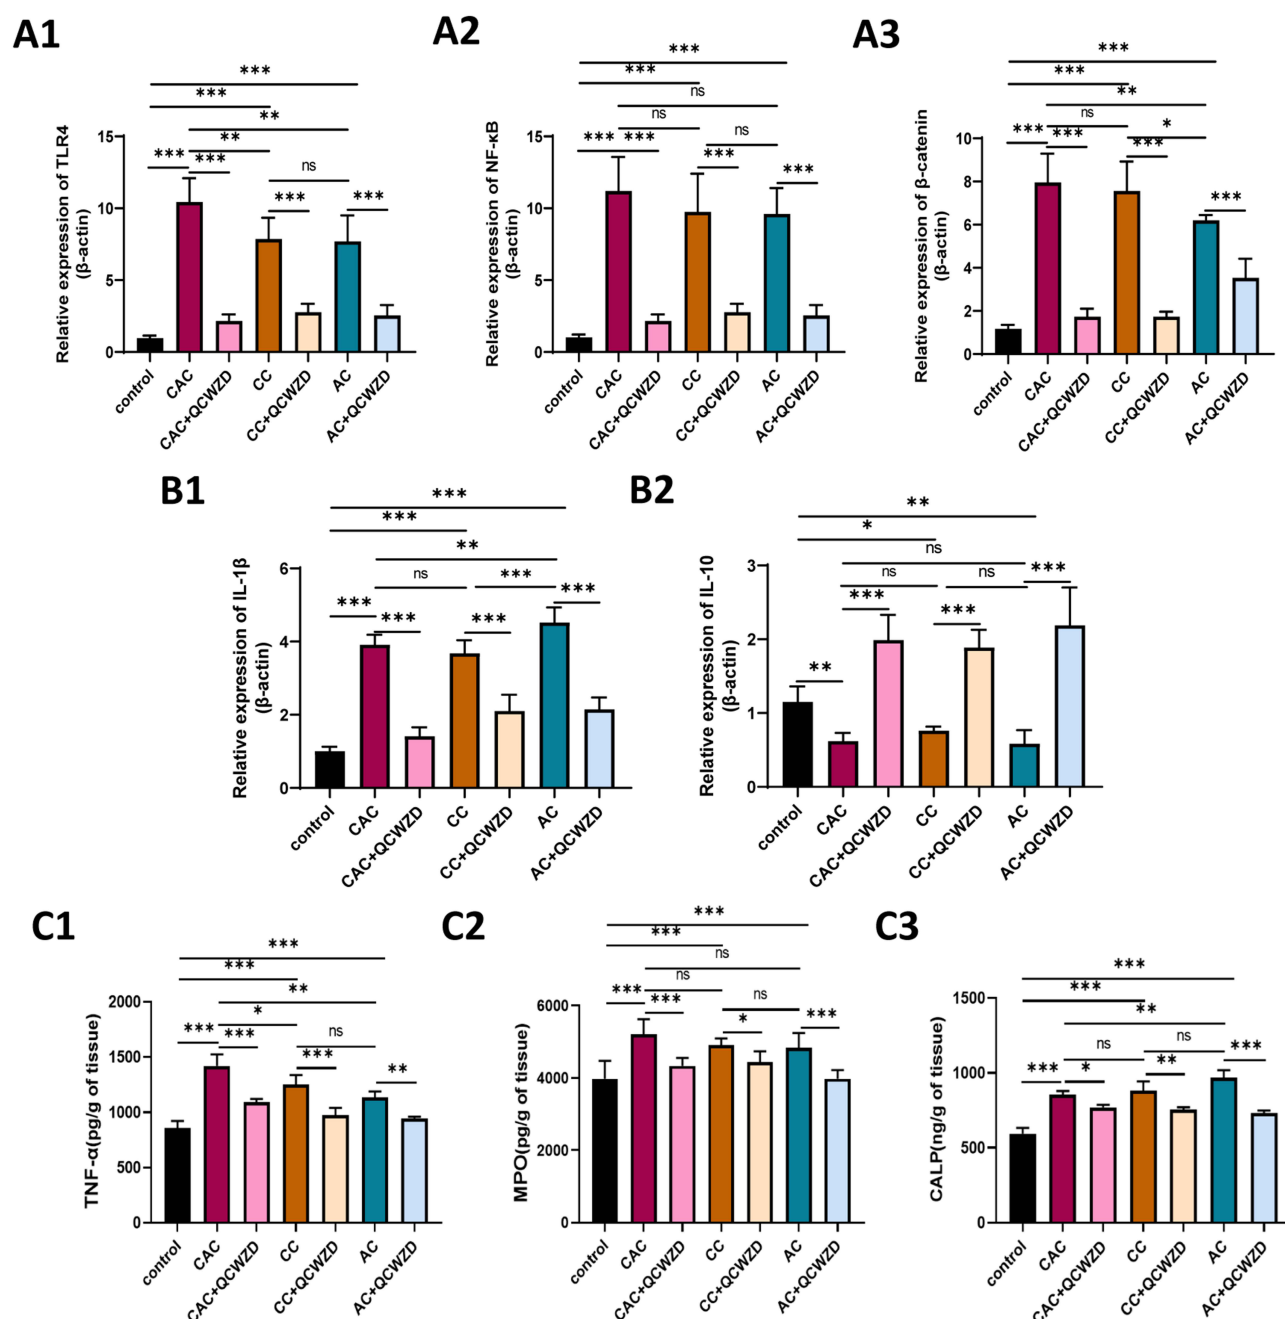 A1
A2
A3
Relative expression of TLR4
(β-actin)
***
***
**
**
***
***
ns
***
***
15
10
5
0
control
CAC
CAC+QCWZD
CC
CC+QCWZD
AC
AC+QCWZD
Relative expression of NF-κB
(β-actin)
***
***
ns
ns
*** ***
ns
***
***
15
10
5
0
control
CAC
CAC+QCWZD
CC
CC+QCWZD
AC
AC+QCWZD
Relative expression of β-catenin
(β-actin)
***
***
**
ns
*
***
***
***
***
10
8
6
4
2
0
control
CAC
CAC+QCWZD
CC
CC+QCWZD
AC
AC+QCWZD
B1
B2
Relative expression of IL-1β
(β-actin)
***
***
**
ns
***
***
***
***
***
6
4
2
0
control
CAC
CAC+QCWZD
CC
CC+QCWZD
AC
AC+QCWZD
Relative expression of IL-10
(β-actin)
**
*
ns
ns
ns
***
***
***
**
3
2
1
0
control
CAC
CAC+QCWZD
CC
CC+QCWZD
AC
AC+QCWZD
C1
C2
C3
TNF-α(pg/g of tissue)
***
***
**
*
ns
***
***
***
**
2000
1500
1000
500
0
control
CAC
CAC+QCWZD
CC
CC+QCWZD
AC
AC+QCWZD
MPO(pg/g of tissue)
***
***
ns
ns
ns
***
***
*
***
6000
4000
2000
0
control
CAC
CAC+QCWZD
CC
CC+QCWZD
AC
AC+QCWZD
CALP(ng/g of tissue)
***
***
**
ns
ns
***
*
**
***
1500
1000
500
0
control
CAC
CAC+QCWZD
CC
CC+QCWZD
AC
AC+QCWZD